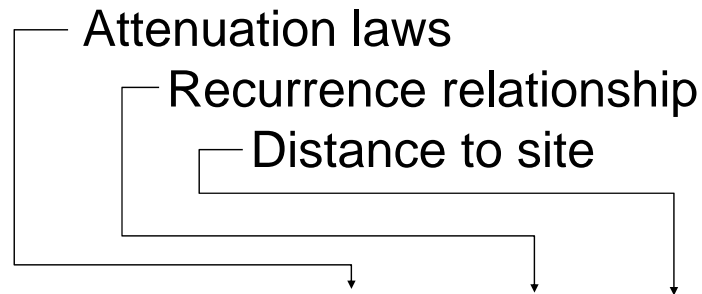 Attenuation laws
Recurrence relationship
Distance to site